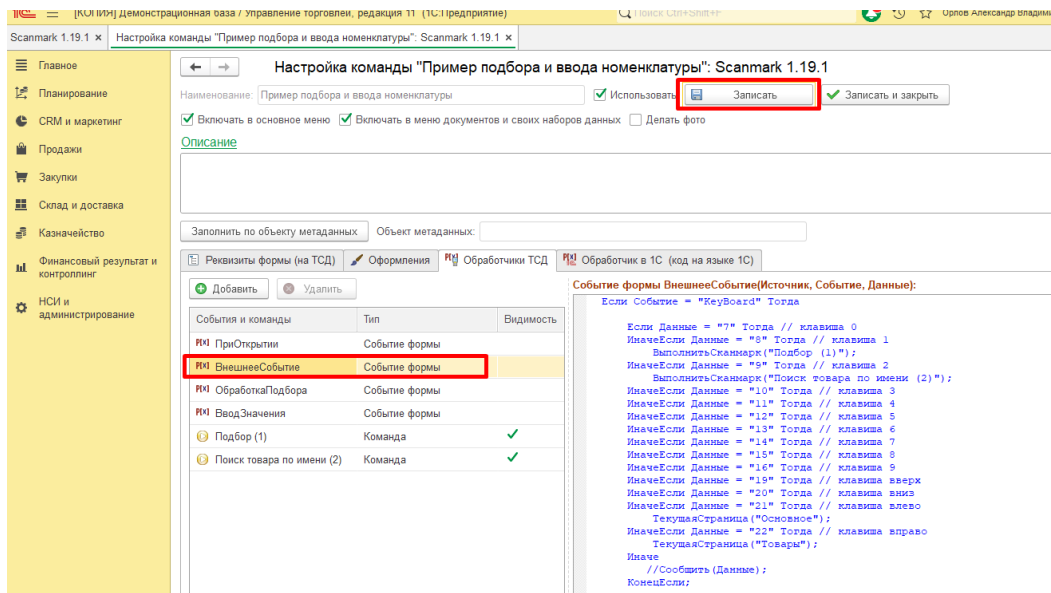 [КОПИЯ] Демонстрационная база / Управление торговлей, редакция 11 (1С:Предприятие)
Поиск Ctrl+Shift+F
Орлов Александр Владими
Scanmark 1.19.1 ×
Настройка команды "Пример подбора и ввода номенклатуры": Scanmark 1.19.1 ×
Главное
Планирование
CRM и маркетинг
Продажи
Закупки
Склад и доставка
Казначейство
Финансовый результат и
контроллинг
НСИ и
администрирование
Настройка команды "Пример подбора и ввода номенклатуры": Scanmark 1.19.1
Наименование: Пример подбора и ввода номенклатуры
Использовать
Записать
Записать и закрыть
Включать в основное меню
Включать в меню документов и своих наборов данных
Делать фото
Описание
Заполнить по объекту метаданных
Объект метаданных:
Реквизиты формы (на ТСД)
Оформления
Обработчики ТСД
Обработчик в 1С (код на языке 1С)
Добавить
Удалить
События и команды Тип Видимость
ПриОткрытии Событие формы
ВнешнееСобытие Событие формы
ОбработкаПодбора Событие формы
ВводЗначения Событие формы
Подбор (1) Команда
Поиск товара по имени (2) Команда
Событие формы ВнешнееСобытие(Источник, Событие, Данные):
Если Событие = "KeyBoard" Тогда
Если Данные = "7" Тогда // клавиша 0
ИначеЕсли Данные = "8" Тогда // клавиша 1
ВыполнитьСканмарк("Подбор (1)");
ИначеЕсли Данные = "9" Тогда // клавиша 2
ВыполнитьСканмарк("Поиск товара по имени (2)");
ИначеЕсли Данные = "10" Тогда // клавиша 3
ИначеЕсли Данные = "11" Тогда // клавиша 4
ИначеЕсли Данные = "12" Тогда // клавиша 5
ИначеЕсли Данные = "13" Тогда // клавиша 6
ИначеЕсли Данные = "14" Тогда // клавиша 7
ИначеЕсли Данные = "15" Тогда // клавиша 8
ИначеЕсли Данные = "16" Тогда // клавиша 9
ИначеЕсли Данные = "19" Тогда // клавиша вверх
ИначеЕсли Данные = "20" Тогда // клавиша вниз
ИначеЕсли Данные = "21" Тогда // клавиша влево
ТекущаяСтраница("Основное");
ИначеЕсли Данные = "22" Тогда // клавиша вправо
ТекущаяСтраница("Товары");
Иначе
//Сообщить(Данные);
КонецЕсли;